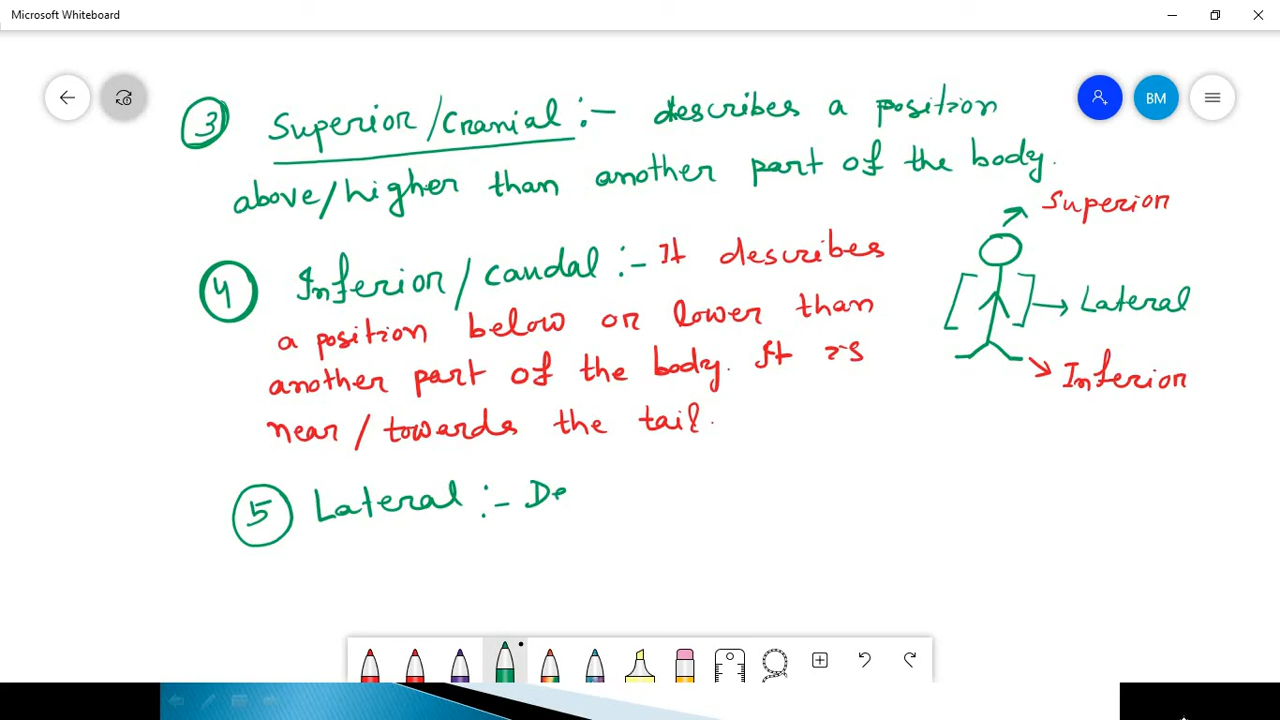 Microsoft Whiteboard
BM
3 Superior/Cranial :- describes a position
above/higher than another part of the body.
Superior
4 Inferior/caudal :- It describes
a position below or lower than
another part of the body. It is
near/towards the tail.
Lateral
Inferior
5 Lateral :- De